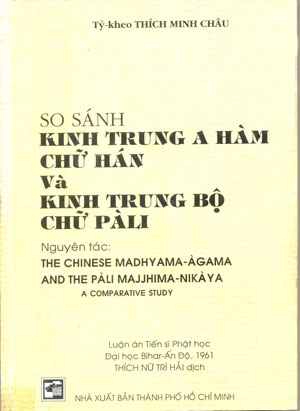 Tỳ-kheo THÍCH MINH CHÂU
SO SÁNH
KINH TRUNG A HÀM
CHỮ HÁN
Và
KINH TRUNG BỘ
CHỮ PÀLI
Nguyên tác:
THE CHINESE MADHYAMA-ÀGAMA
AND THE PÀLI MAJJHIMA-NIKÀYA
A COMPARATIVE STUDY
Luận án Tiến sĩ Phật học
Đại học Bihar-Ấn Độ, 1961
THÍCH NỮ TRÍ HẢI dịch
NHÀ XUẤT BẢN THÀNH PHỐ HỒ CHÍ MINH